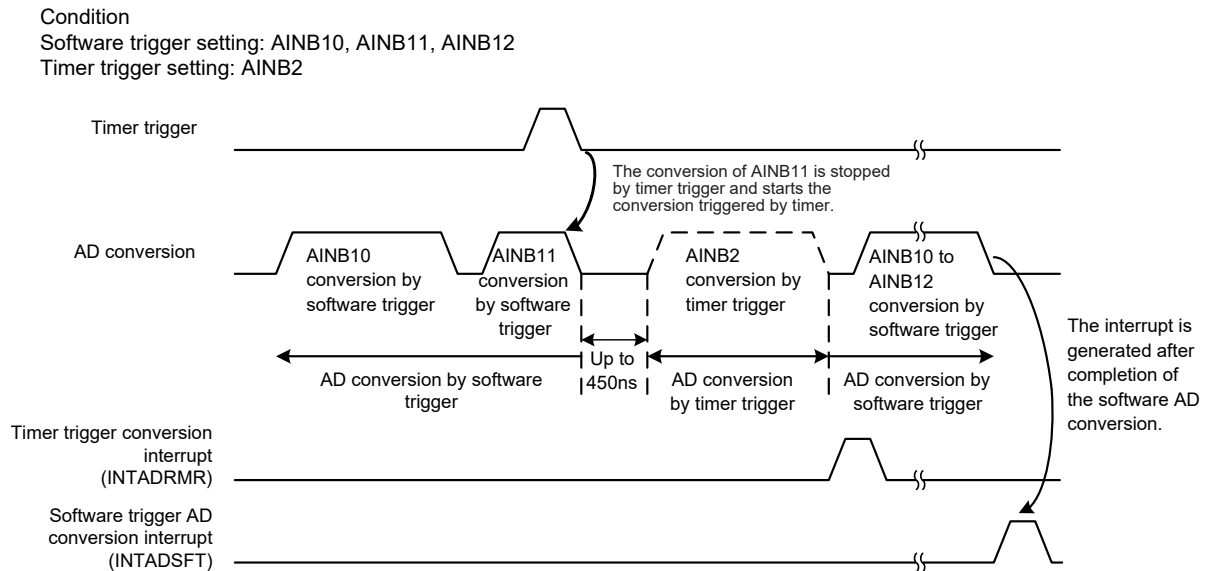 Condition
Software trigger setting: AINB10, AINB11, AINB12
Timer trigger setting: AINB2
Timer trigger
The conversion of AINB11 is stopped
by timer trigger and starts the
conversion triggered by timer.
AD conversion
AINB10
conversion by
software trigger
AINB11
conversion
by software
trigger
AINB2
conversion by
timer trigger
AINB10 to
AINB12
conversion by
software trigger
The interrupt is
generated after
completion of
the software AD
conversion.
AD conversion by software
trigger
Up to
450ns
AD conversion
by timer trigger
AD conversion by
software trigger
Timer trigger conversion
interrupt
(INTADRMR)
Software trigger AD
conversion interrupt
(INTADSFT)